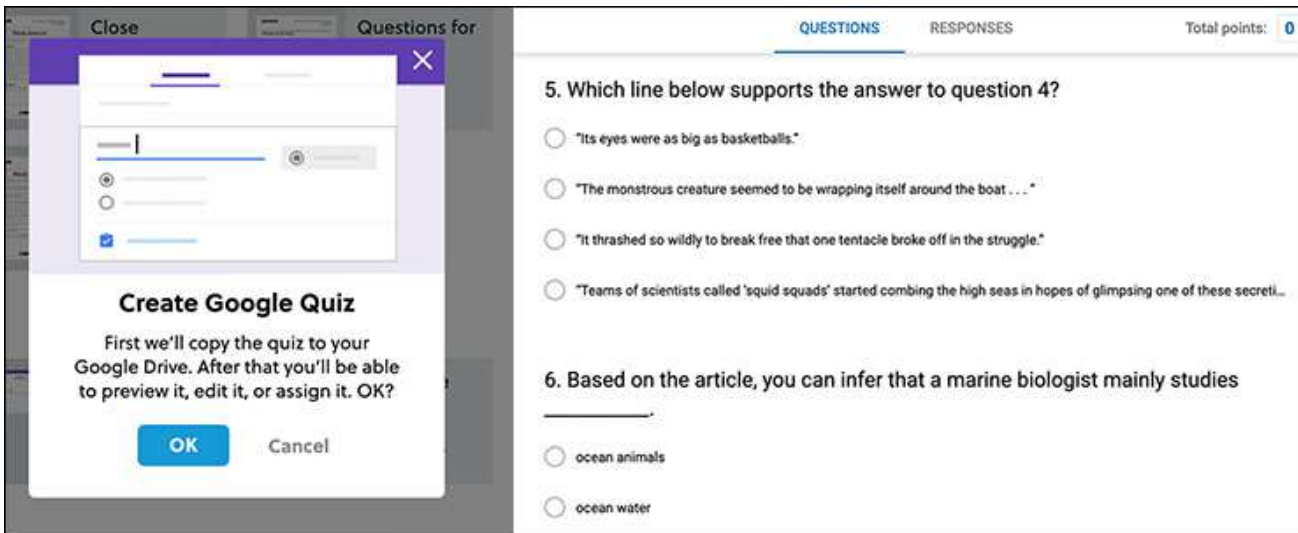 Close
Questions for
Create Google Quiz
First we'll copy the quiz to your
Google Drive. After that you'll be able
to preview it, edit it, or assign it. OK?
OK
Cancel
QUESTIONS
RESPONSES
Total points: 0
5. Which line below supports the answer to question 4?
"Its eyes were as big as basketballs."
"The monstrous creature seemed to be wrapping itself around the boat . . . "
"It thrashed so wildly to break free that one tentacle broke off in the struggle."
"Teams of scientists called 'squid squads' started combing the high seas in hopes of glimpsing one of these secreti...
6. Based on the article, you can infer that a marine biologist mainly studies
__________.
ocean animals
ocean water